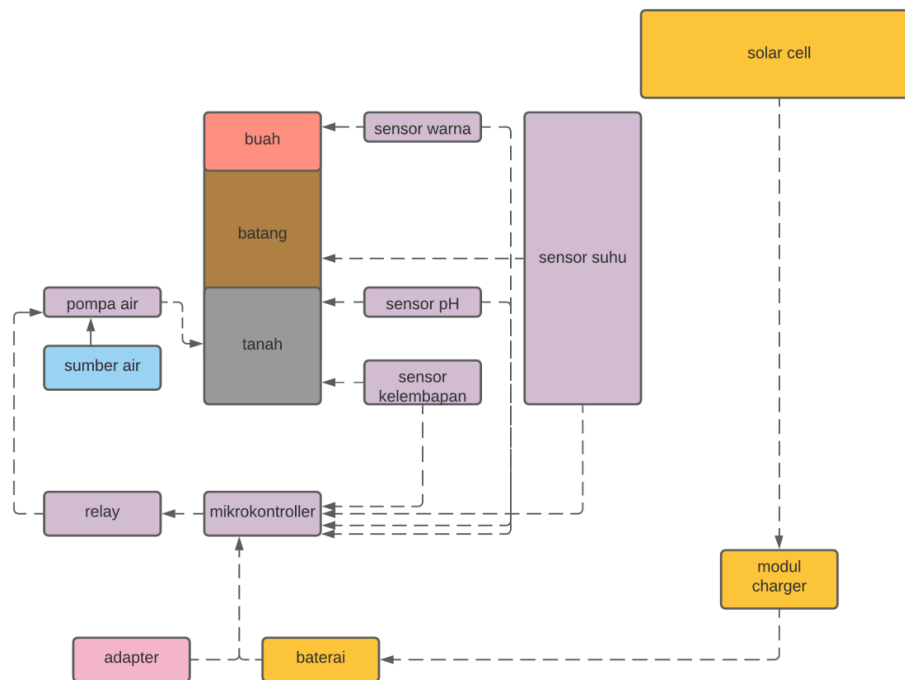 solar cell
buah
sensor warna
batang
sensor suhu
pompa air
sensor pH
tanah
sumber air
sensor
kelembapan
relay
mikrokontroller
modul
charger
adapter
baterai